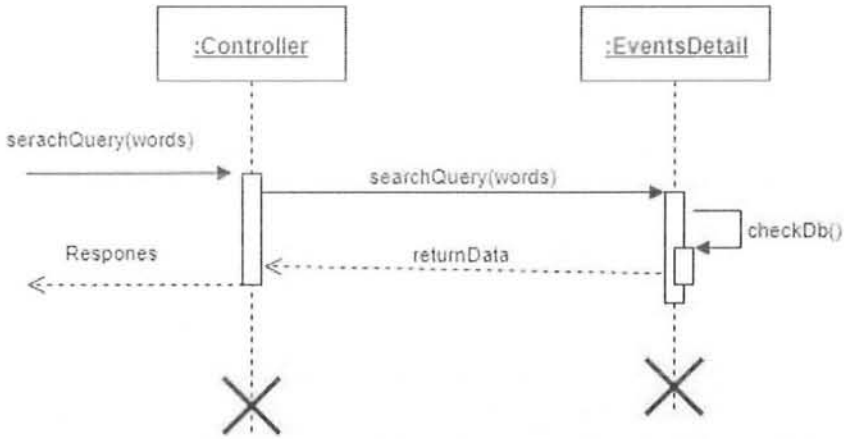 :Controller
:EventsDetail
serachQuery(words)
searchQuery(words)
checkDb()
Respones
returnData